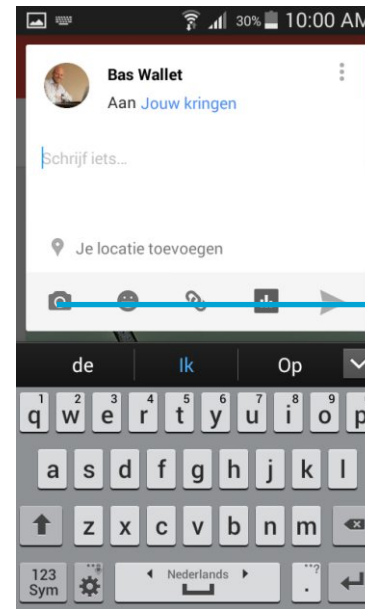 30% 10:00 AM
Bas Wallet
Aan Jouw kringen
Schrijf iets...
Je locatie toevoegen
de Ik Op
1 2 3 4 5 6 7 8 9
q w e r t y u i o p
a s d f g h j k l
z x c v b n m
123 Nederlands ..?
Sym .